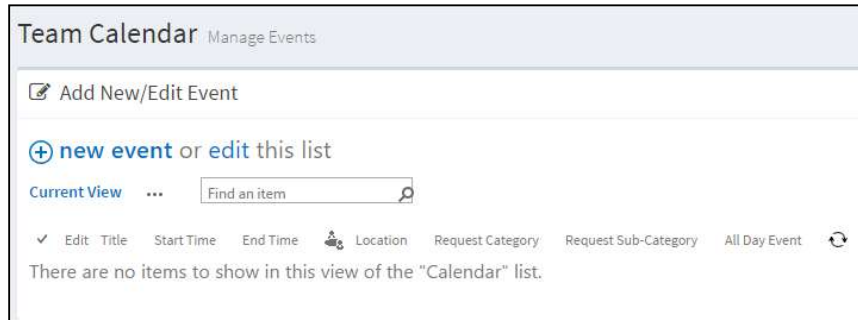 Team Calendar Manage Events
Add New/Edit Event
new event or edit this list
Current View ... Find an item
Edit Title Start Time End Time Location Request Category Request Sub-Category All Day Event
There are no items to show in this view of the "Calendar" list.